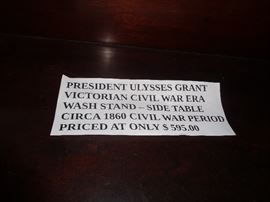 PRESIDENT ULYSSES GRANT
VICTORIAN CIVIL WAR ERA
WASH STAND – SIDE TABLE
CIRCA 1860 CIVIL WAR PERIOD
PRICED AT ONLY $ 595.00